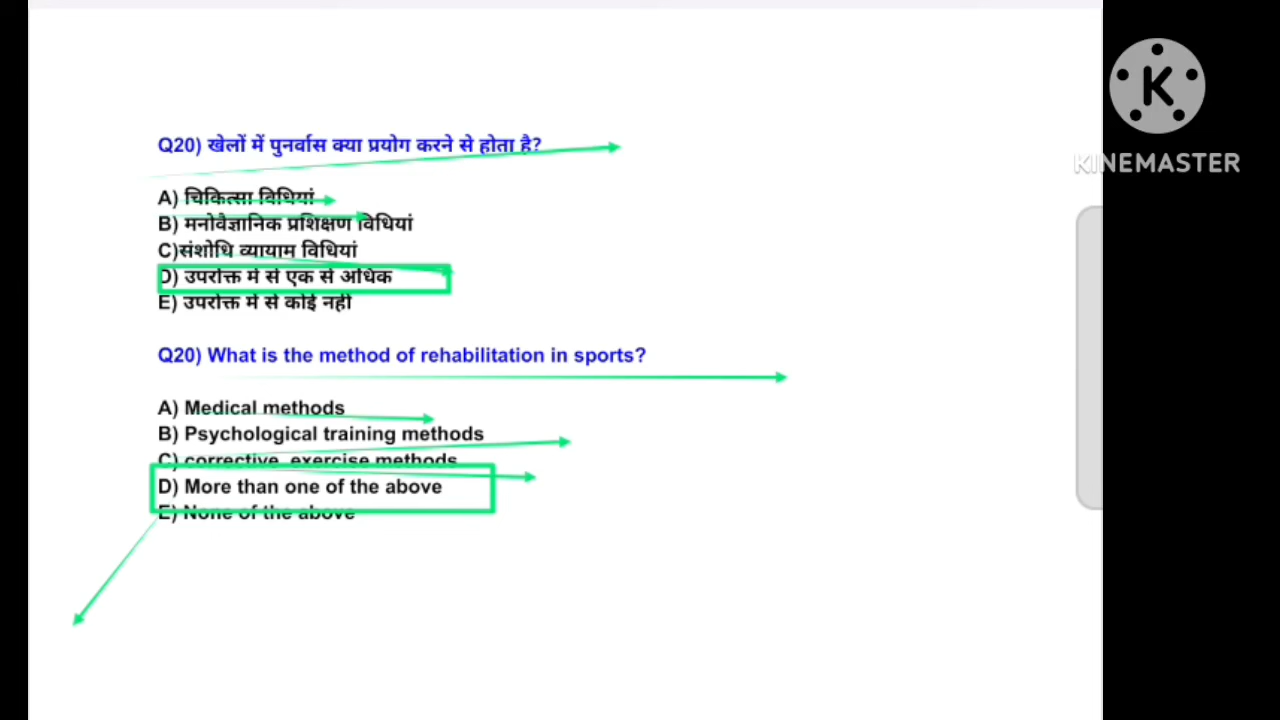 Q20) खेलों में पुनर्वास क्या प्रयोग करने से होता है?
A) चिकित्सा विधियां
B) मनोवैज्ञानिक प्रशिक्षण विधियां
C)संशोधि व्यायाम विधियां
D) उपरोक्त में से एक से अधिक
E) उपरोक्त में से कोई नहीं
Q20) What is the method of rehabilitation in sports?
A) Medical methods
B) Psychological training methods
C) corrective exercise methods
D) More than one of the above
E) None of the above
K
KINEMASTER